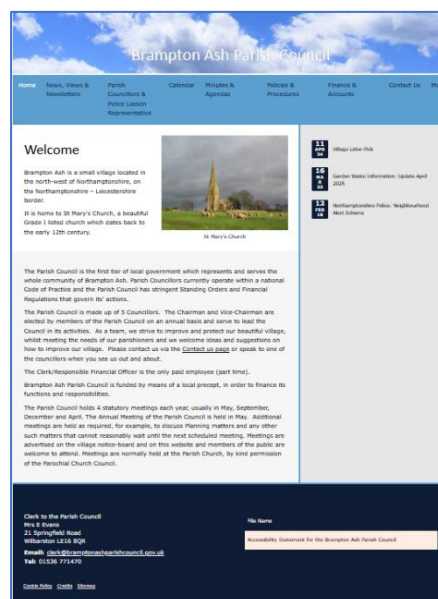 Brampton Ash Parish Council
Home
News, Views &
Newsletters
Parish
Councillors &
Police Liaison
Representative
Calendar
Minutes &
Agendas
Policies &
Procedures
Finance &
Accounts
Contact Us
Welcome
Brampton Ash is a small village located in
the north-west of Northamptonshire, on
the Northamptonshire – Leicestershire
border.
It is home to St Mary's Church, a beautiful
Grade 1 listed church which dates back to
the early 12th century.
St Mary's Church
11
APR
Village Litter-Pick
16
MA
R
Garden Waste Information: Update April
2025
12
FEB
Northamptonshire Police: Neighbourhood
Alert Scheme
The Parish Council is the first tier of local government which represents and serves the
whole community of Brampton Ash. Parish Councillors currently operate within a national
Code of Practice and the Parish Council has stringent Standing Orders and Financial
Regulations that govern its' actions.
The Parish Council is made up of 5 Councillors. The Chairman and Vice-Chairman are
elected by members of the Parish Council on an annual basis and serve to lead the
Council in its activities. As a team, we strive to improve and protect our beautiful village,
whilst meeting the needs of our parishioners and we welcome ideas and suggestions on
how to improve our village. Please contact us via the Contact us page or speak to one of
the councillors when you see us out and about.
The Clerk/Responsible Financial Officer is the only paid employee (part time).
Brampton Ash Parish Council is funded by means of a local precept, in order to finance its
functions and responsibilities.
The Parish Council holds 4 statutory meetings each year, usually in May, September,
December and April. The Annual Meeting of the Parish Council is held in May. Additional
meetings are held as required, for example, to discuss Planning matters and any other
such matters that cannot reasonably wait until the next scheduled meeting. Meetings are
advertised on the village notice-board and on this website and members of the public are
welcome to attend. Meetings are normally held at the Parish Church, by kind permission
of the Parochial Church Council.
Clerk to the Parish Council
Mrs E Evans
21 Springfield Road
Wilbarston LE16 8QR
Email: clerk@bramptonashparishcouncil.gov.uk
Tel: 01536 771470
File Name
Accessibility Statement for the Brampton Ash Parish Council
Cookie Policy Credits Sitemap